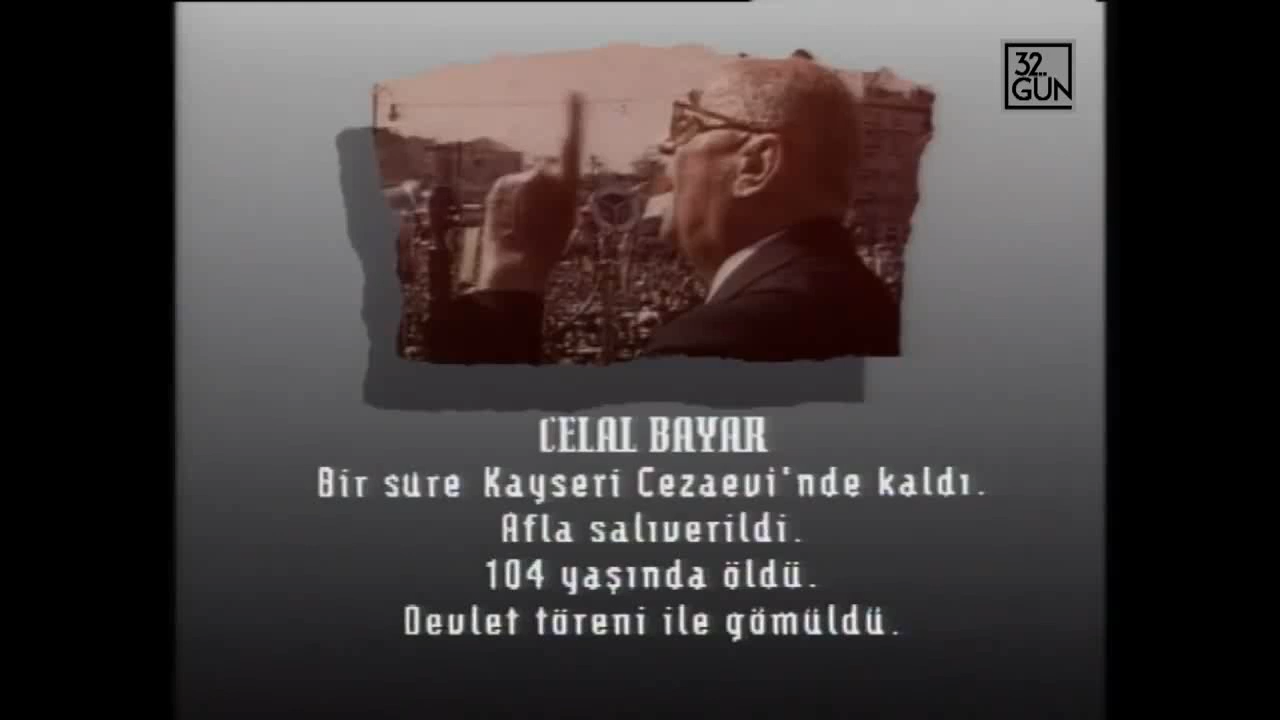 32.
GÜN
CELAL BAYAR
Bir süre Kayseri Cezaevi'nde kaldı.
Afla salıverildi.
104 yaşında öldü.
Devlet töreni ile gömüldü.